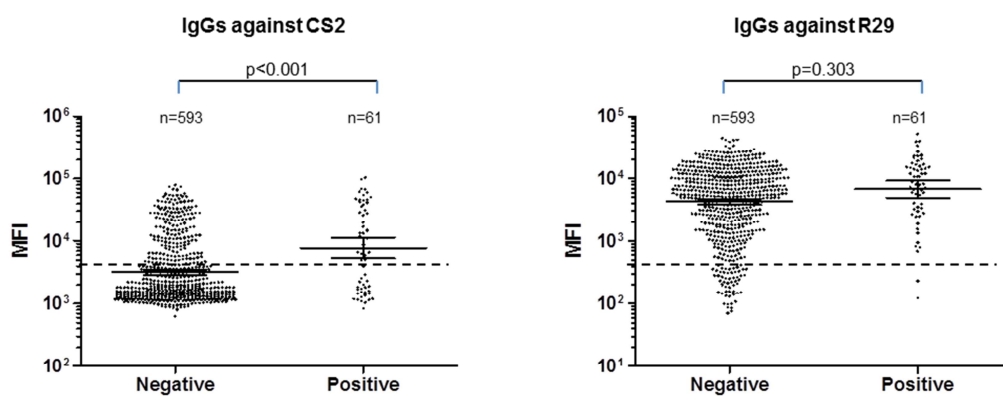 IgGs against CS2
p<0.001
n=593
n=61
10^6
10^5
10^4
10^3
10^2
MFI
Negative
Positive
IgGs against R29
p=0.303
n=593
n=61
10^5
10^4
10^3
10^2
10^1
MFI
Negative
Positive